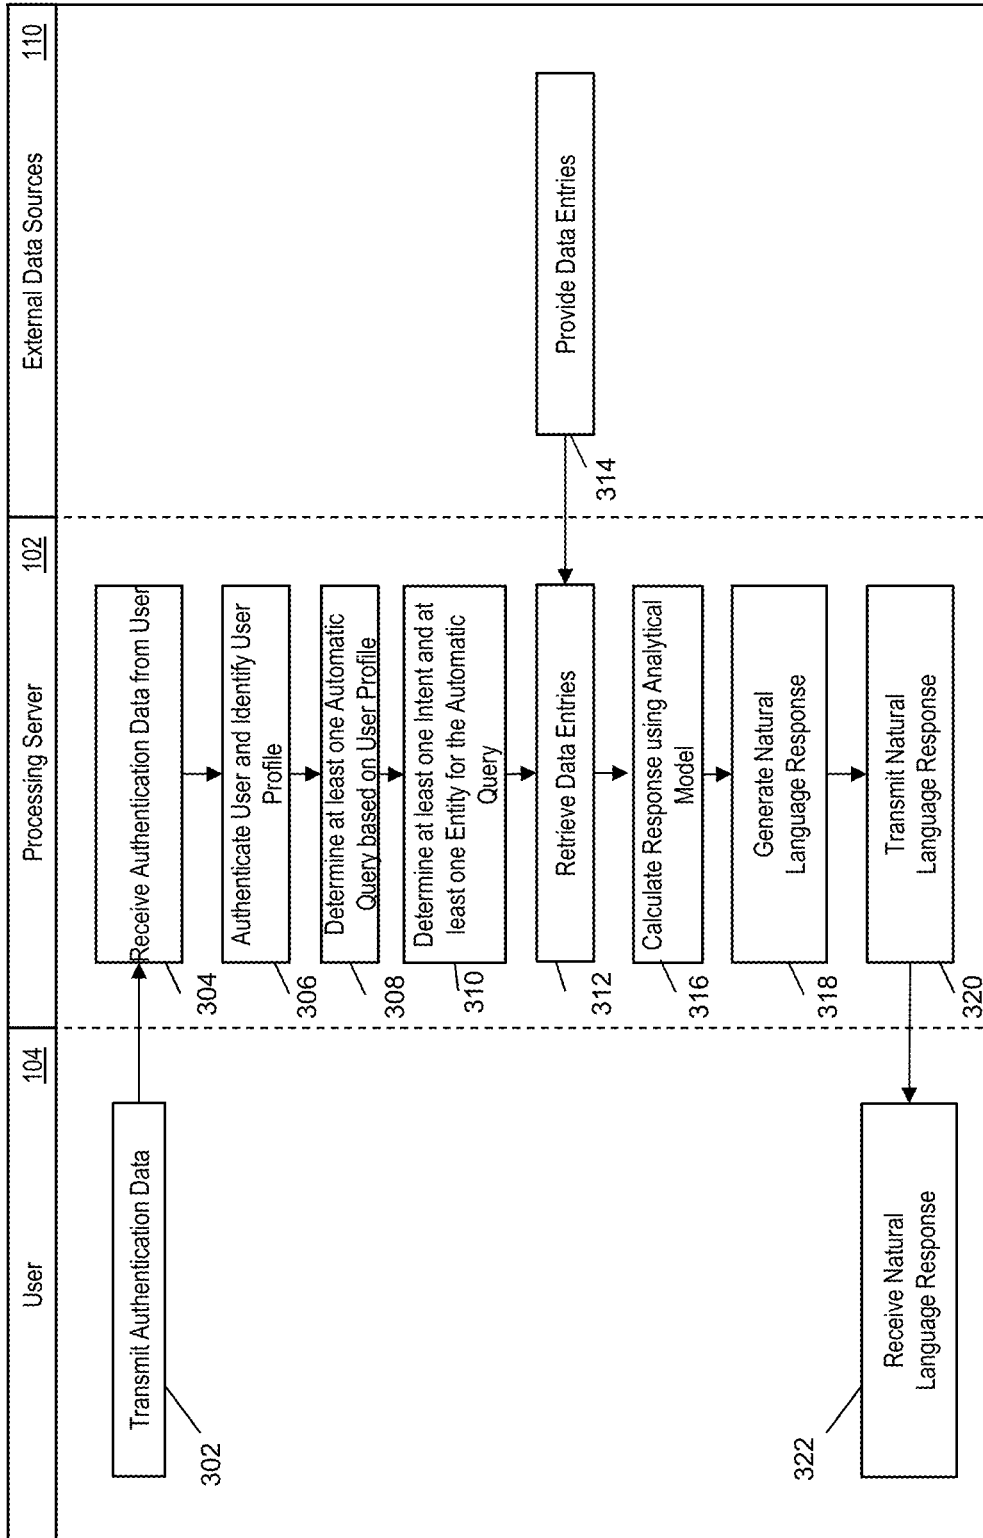 User
104
Processing Server
102
External Data Sources
110
Transmit Authentication Data
302
Receive Authentication Data from User
304
Authenticate User and Identify User
Profile
306
Determine at least one Automatic
Query based on User Profile
308
Determine at least one Intent and at
least one Entity for the Automatic
Query
310
Retrieve Data Entries
312
Provide Data Entries
314
Calculate Response using Analytical
Model
316
Generate Natural
Language Response
318
Transmit Natural
Language Response
320
Receive Natural
Language Response
322